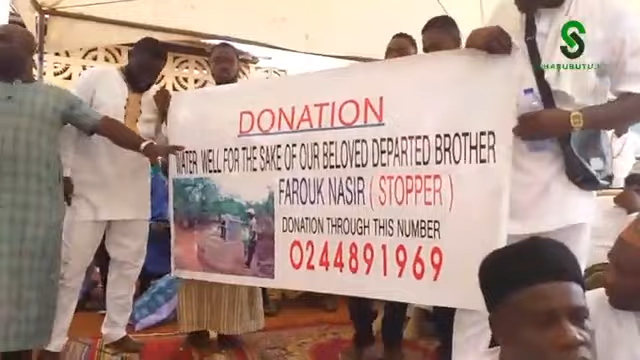 DONATION
WATER WELL FOR THE SAKE OF OUR BELOVED DEPARTED BROTHER
FAROUK NASIR ( STOPPER )
DONATION THROUGH THIS NUMBER
0244891969